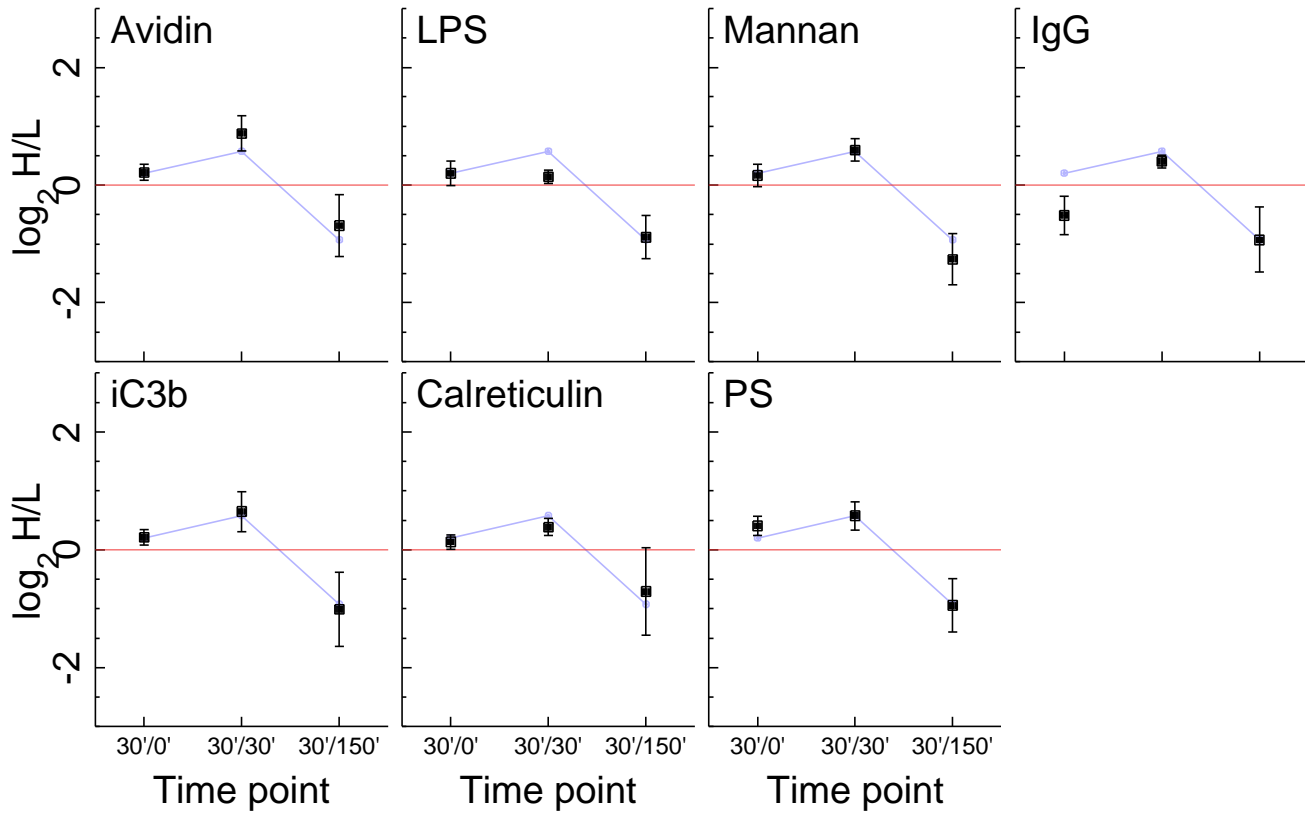 Avidin
LPS
Mannan
IgG
2
0
-2
log2 H/L
iC3b
Calreticulin
PS
2
0
-2
log2 H/L
30'/0' 30'/30' 30'/150'
30'/0' 30'/30' 30'/150'
30'/0' 30'/30' 30'/150'
Time point
Time point
Time point